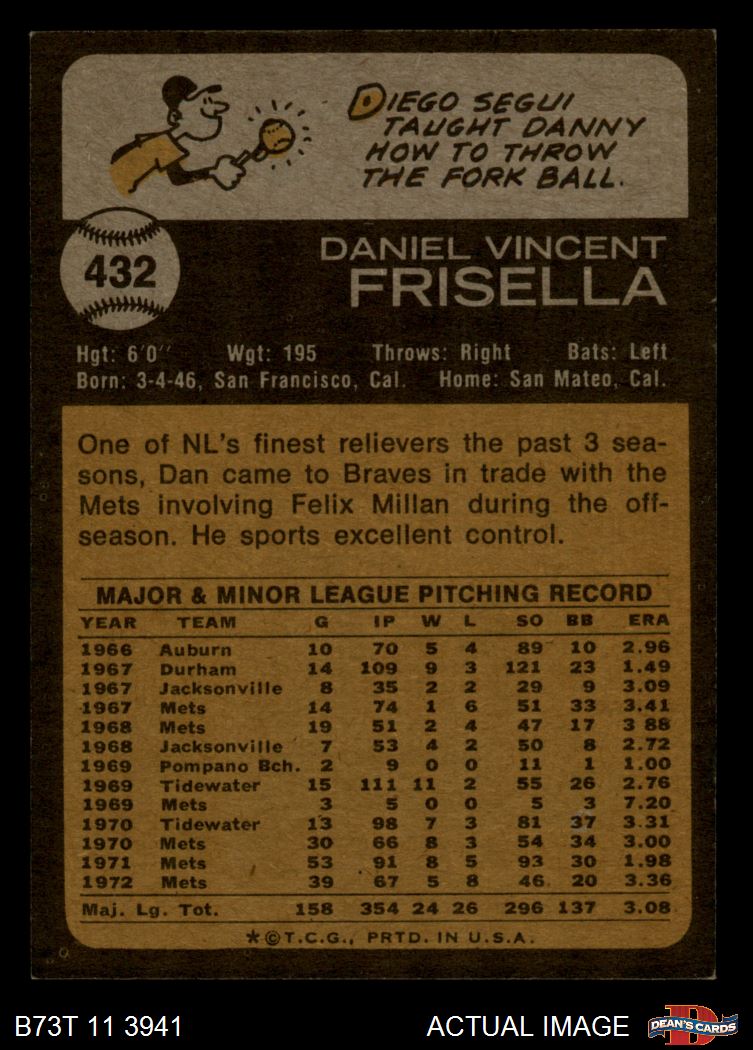 DIEGO SEGUI
TAUGHT DANNY
HOW TO THROW
THE FORK BALL.
432
DANIEL VINCENT
FRISELLA
Hgt: 6'0" Wgt: 195 Throws: Right Bats: Left
Born: 3-4-46, San Francisco, Cal. Home: San Mateo, Cal.
One of NL's finest relievers the past 3 sea-
sons, Dan came to Braves in trade with the
Mets involving Felix Millan during the off-
season. He sports excellent control.
MAJOR & MINOR LEAGUE PITCHING RECORD
YEAR TEAM G IP W L SO BB ERA
1966 Auburn 10 70 5 4 89 10 2.96
1967 Durham 14 109 9 3 121 23 1.49
1967 Jacksonville 8 35 2 2 29 9 3.09
1967 Mets 14 74 1 6 51 33 3.41
1968 Mets 19 51 2 4 47 17 3 88
1968 Jacksonville 7 53 4 2 50 8 2.72
1969 Pompano Bch. 2 9 0 0 11 1 1.00
1969 Tidewater 15 111 11 2 55 26 2.76
1969 Mets 3 5 0 0 5 3 7.20
1970 Tidewater 13 98 7 3 81 37 3.31
1970 Mets 30 66 8 3 54 34 3.00
1971 Mets 53 91 8 5 93 30 1.98
1972 Mets 39 67 5 8 46 20 3.36
Maj. Lg. Tot. 158 354 24 26 296 137 3.08
*©T.C.G., PRTD. IN U.S.A.
B73T 11 3941
ACTUAL IMAGE
D
DEAN'S CARDS